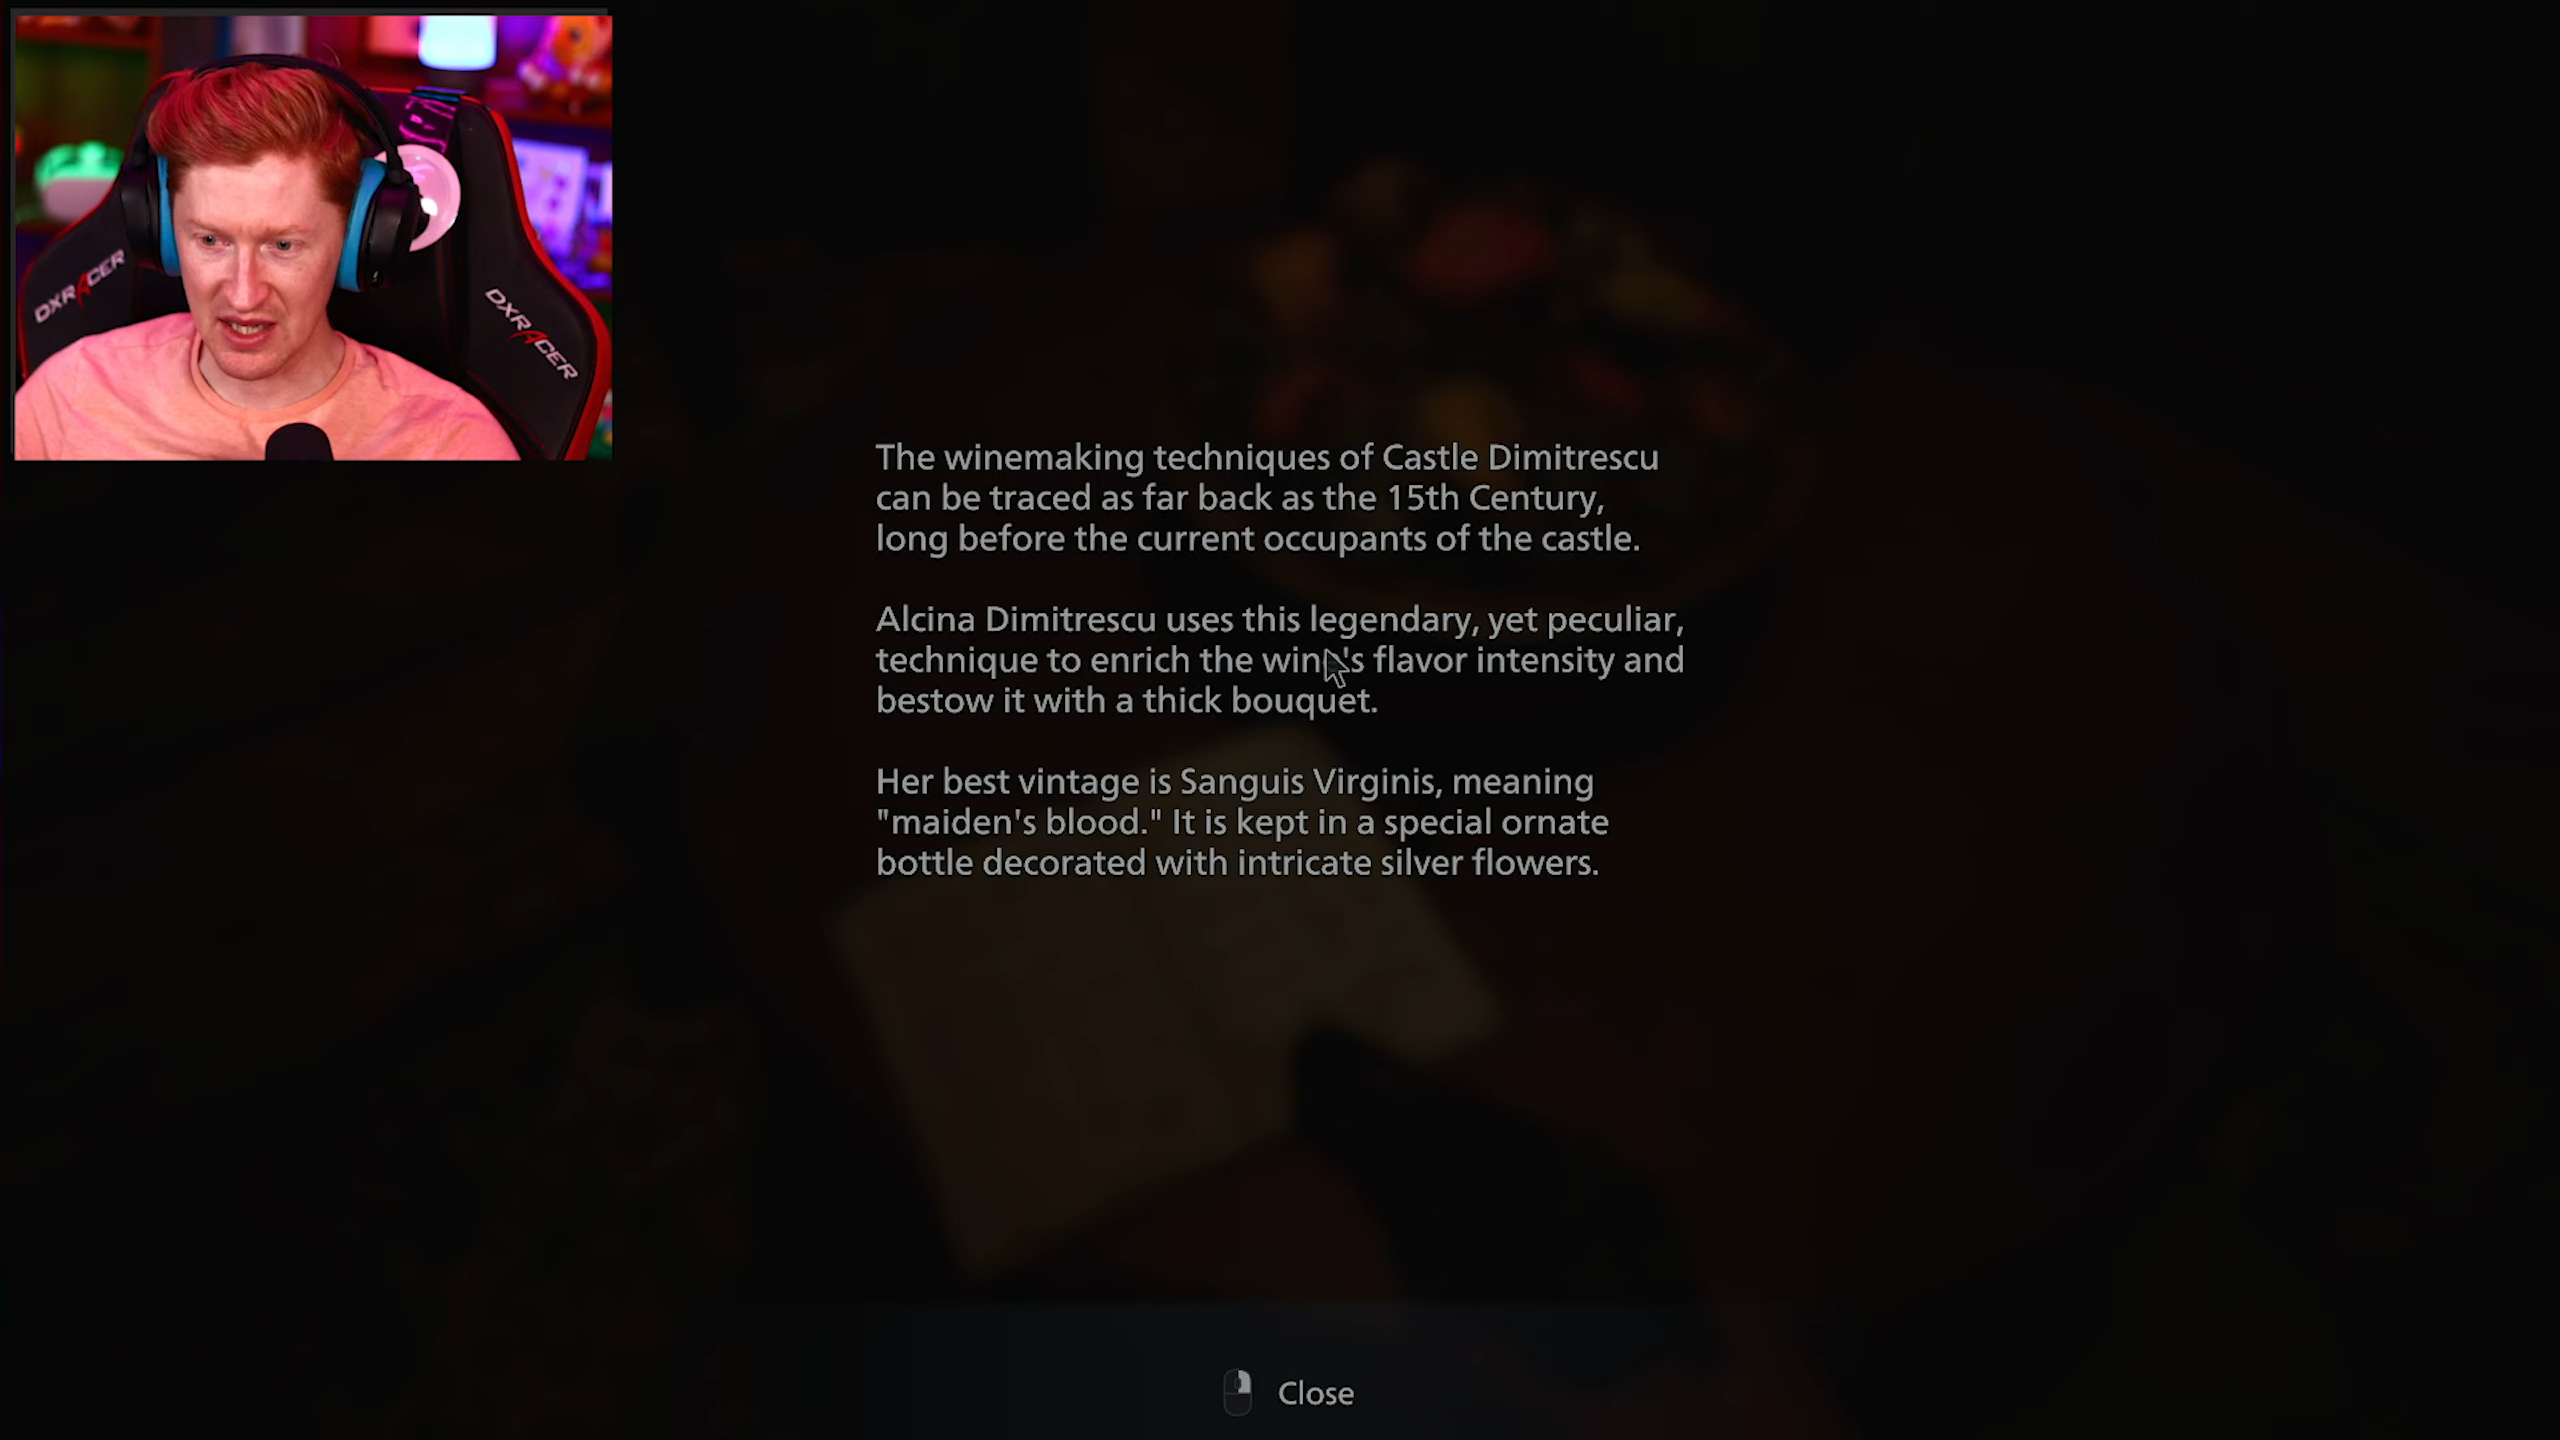 DXRACER
DXRACER
The winemaking techniques of Castle Dimitrescu
can be traced as far back as the 15th Century,
long before the current occupants of the castle.
Alcina Dimitrescu uses this legendary, yet peculiar,
technique to enrich the wine's flavor intensity and
bestow it with a thick bouquet.
Her best vintage is Sanguis Virginis, meaning
"maiden's blood." It is kept in a special ornate
bottle decorated with intricate silver flowers.
Close